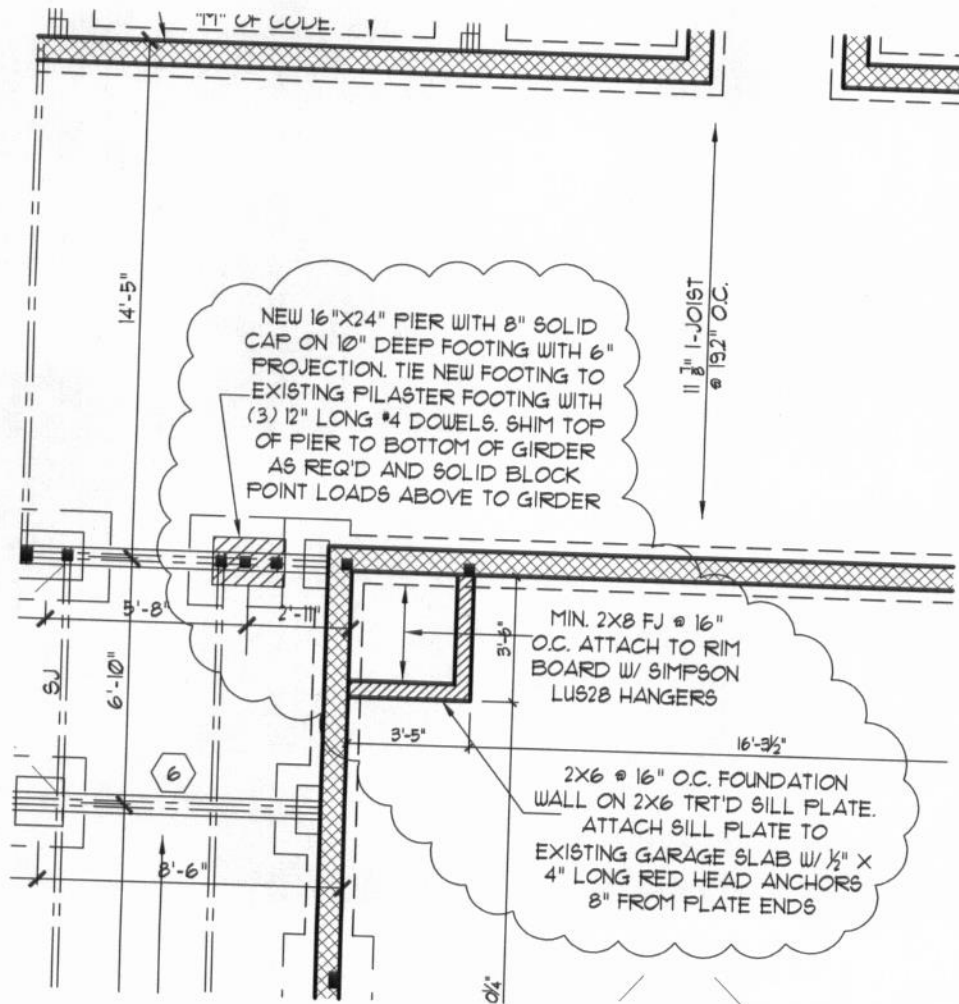 "M" OF CODE.
14'-5"
NEW 16"X24" PIER WITH 8" SOLID
CAP ON 10" DEEP FOOTING WITH 6"
PROJECTION. TIE NEW FOOTING TO
EXISTING PILASTER FOOTING WITH
(3) 12" LONG #4 DOWELS. SHIM TOP
OF PIER TO BOTTOM OF GIRDER
AS REQ'D AND SOLID BLOCK
POINT LOADS ABOVE TO GIRDER
11 7/8" I-JOIST
@ 19.2" O.C.
5'-8"
2'-11"
MIN. 2X8 FJ @ 16"
O.C. ATTACH TO RIM
BOARD W/ SIMPSON
LUS28 HANGERS
SJ
6'-10"
3'-5"
16'-3½"
6
2X6 @ 16" O.C. FOUNDATION
WALL ON 2X6 TRT'D SILL PLATE.
ATTACH SILL PLATE TO
EXISTING GARAGE SLAB W/ ½" X
4" LONG RED HEAD ANCHORS
8" FROM PLATE ENDS
8'-6"